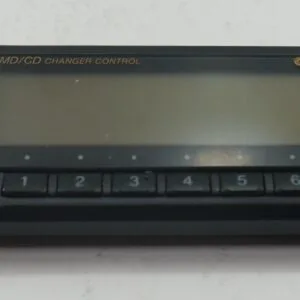 MD/CD CHANGER CONTROL
1 2 3 4 5 6